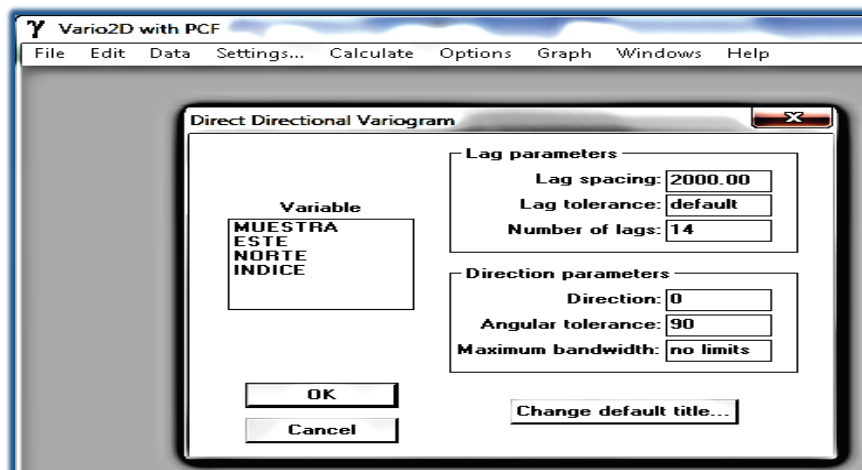 γ Vario2D with PCF
File Edit Data Settings... Calculate Options Graph Windows Help
Direct Directional Variogram
Variable
MUESTRA
ESTE
NORTE
INDICE
Lag parameters
Lag spacing: 2000.00
Lag tolerance: default
Number of lags: 14
Direction parameters
Direction: 0
Angular tolerance: 90
Maximum bandwidth: no limits
OK
Cancel
Change default title...